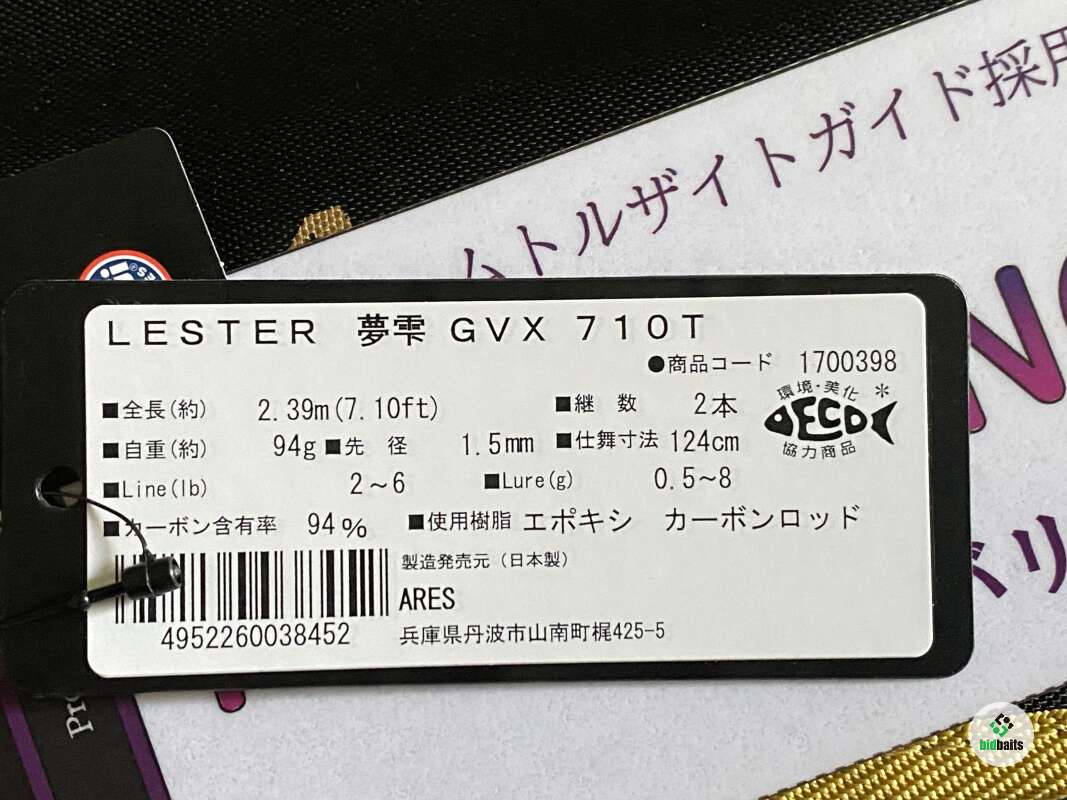 ムトルザイトガイド採用
LESTER 夢雫 GVX 710T
●商品コード 1700398
■全長(約) 2.39m(7.10ft) ■継 数 2本
環境・美化 *
ECO
協力商品
■自重(約) 94g ■先 径 1.5mm ■仕舞寸法 124cm
■Line(lb) 2~6 ■Lure(g) 0.5~8
■カーボン含有率 94% ■使用樹脂 エポキシ カーボンロッド
製造発売元(日本製)
ARES
4952260038452
兵庫県丹波市山南町梶425-5
バリ
Pr
bidbaits